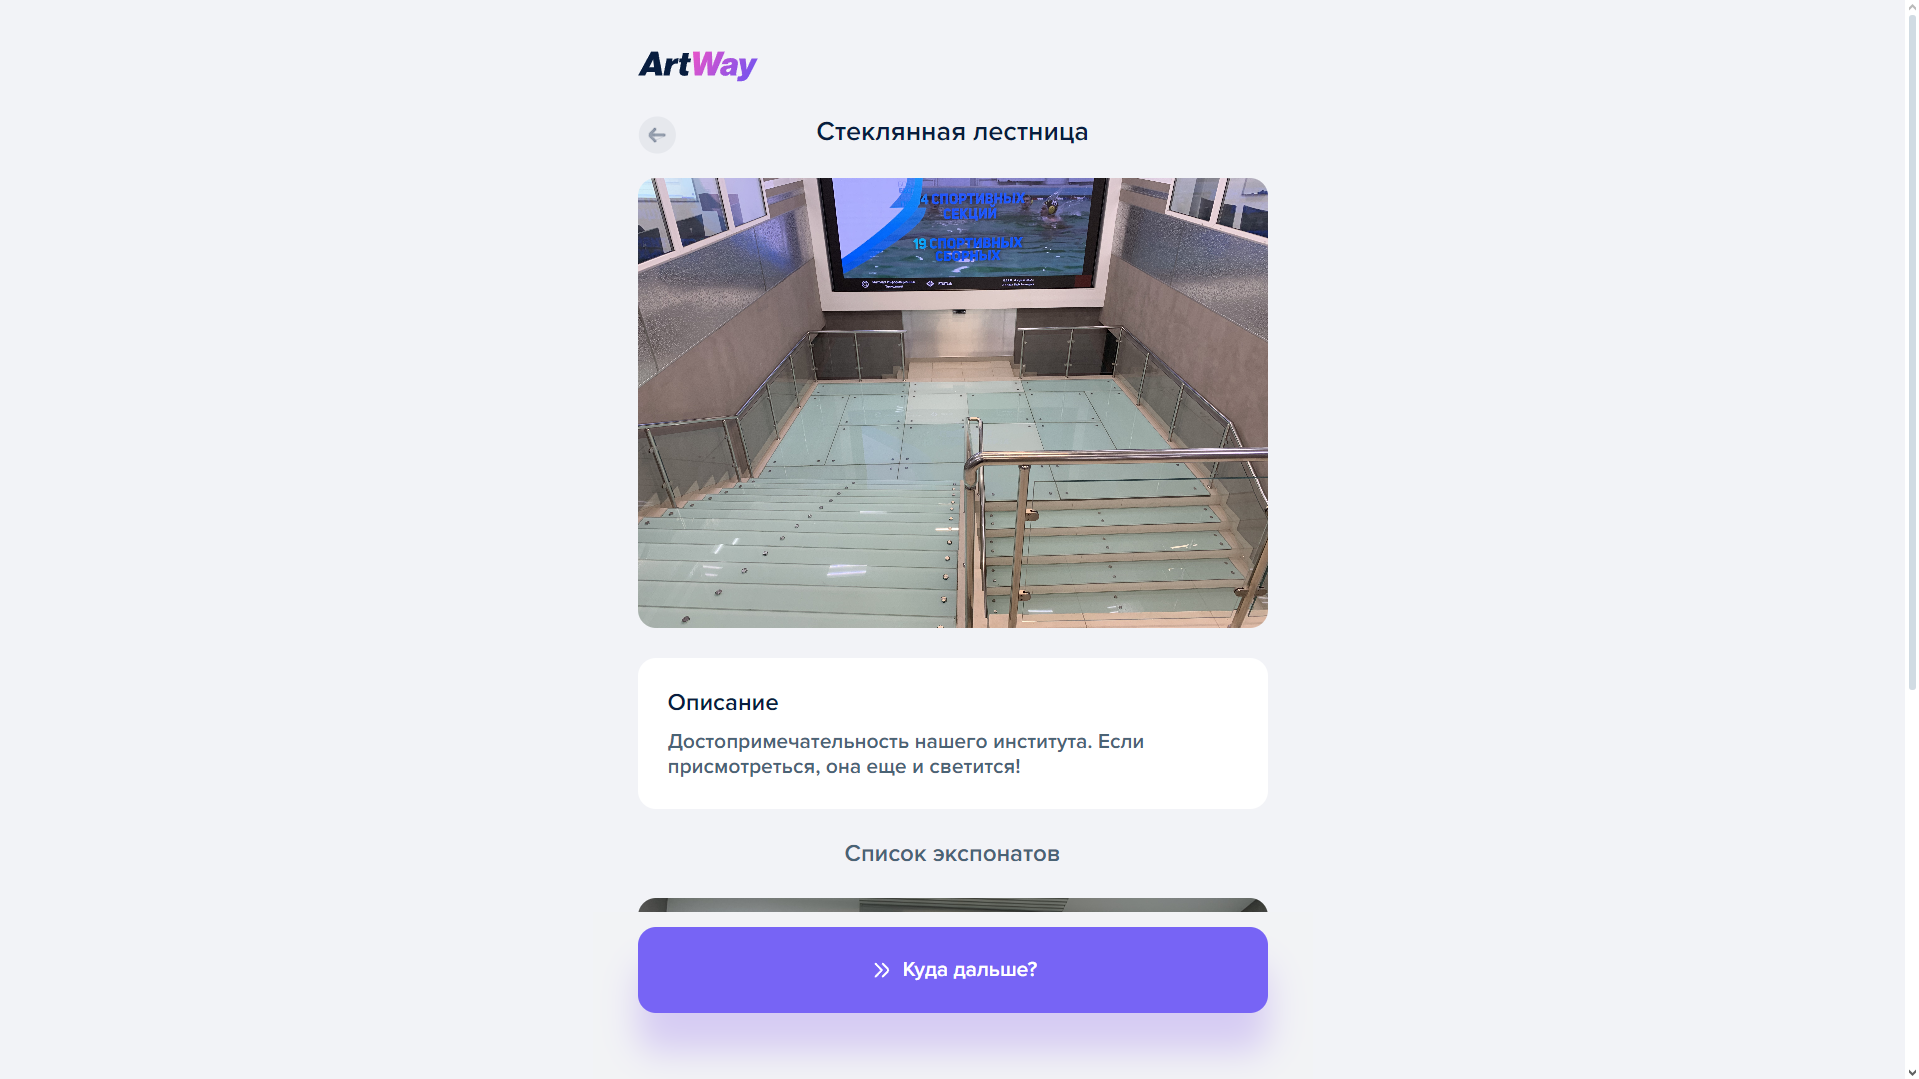 ArtWay
Стеклянная лестница
4 СПОРТИВНЫХ
СЕКЦИЙ
19 СПОРТИВНЫХ
СБОРНЫХ
Описание
Достопримечательность нашего института. Если
присмотреться, она еще и светится!
Список экспонатов
Куда дальше?